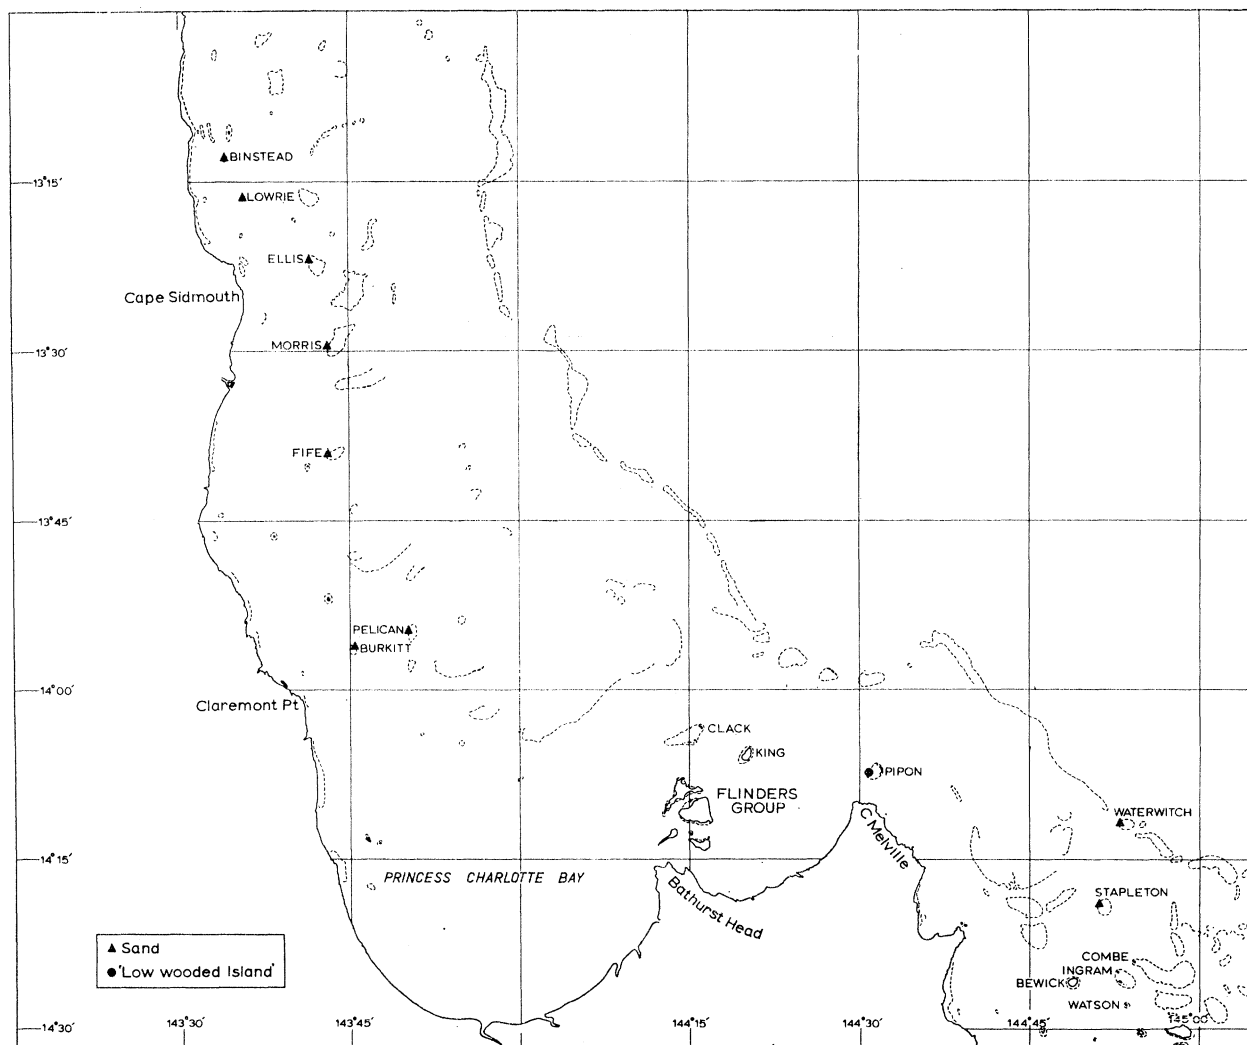 BINSTEAD
13°15'
LOWRIE
ELLIS
Cape Sidmouth
MORRIS
13°30'
FIFE
13°45'
PELICAN
BURKITT
14°00'
Claremont Pt
CLACK
KING
PIPON
FLINDERS
GROUP
WATERWITCH
C Melville
14°15'
PRINCESS CHARLOTTE BAY
Bathurst Head
STAPLETON
Sand
'Low wooded Island'
COMBE
INGRAM
BEWICK
WATSON
14°30'
143°30'
143°45'
144°15'
144°30'
144°45'
145°00'